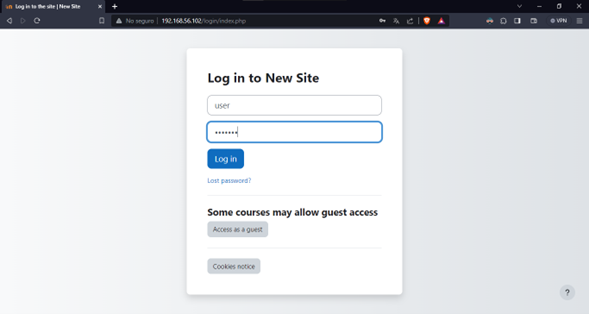 Log in to the site | New Site
No seguro
192.168.56.102/login/index.php
VPN
Log in to New Site
user
•••••••
Log in
Lost password?
Some courses may allow guest access
Access as a guest
Cookies notice
?